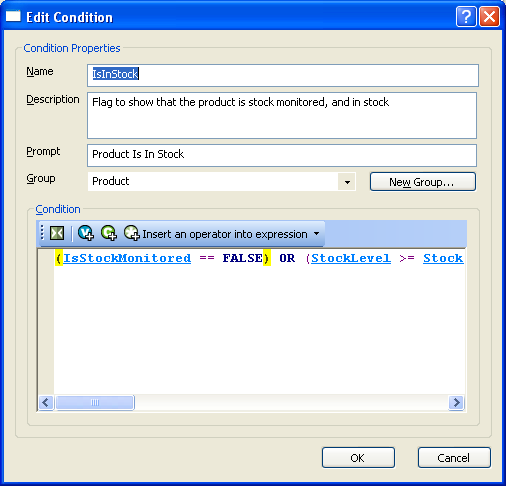 Edit Condition
Condition Properties
Name
IsInStock
Description
Flag to show that the product is stock monitored, and in stock
Prompt
Product Is In Stock
Group
Product
New Group...
Condition
Insert an operator into expression
(IsStockMonitored == FALSE) OR (StockLevel >= Stock
OK
Cancel